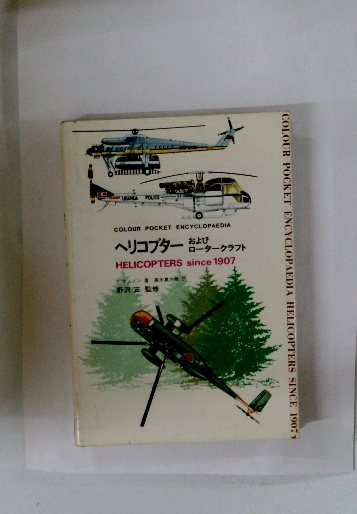 UGANDA POLICE
COLOUR POCKET ENCYCLOPAEDIA
ヘリコプター および
ロータークラフト
HELICOPTERS since 1907
野沢 正 監修
COLOUR POCKET ENCYCLOPAEDIA HELICOPTERS SINCE 1907